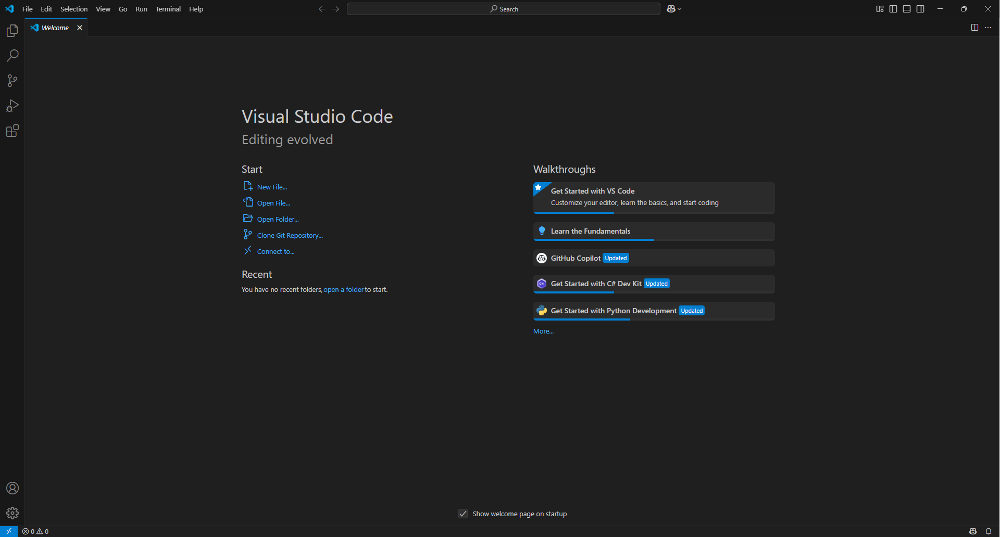 File Edit Selection View Go Run Terminal Help
Search
Welcome
Visual Studio Code
Editing evolved
Start
New File...
Open File...
Open Folder...
Clone Git Repository...
Connect to...
Recent
You have no recent folders, open a folder to start.
Walkthroughs
Get Started with VS Code
Customize your editor, learn the basics, and start coding
Learn the Fundamentals
GitHub Copilot Updated
Get Started with C# Dev Kit Updated
Get Started with Python Development Updated
More...
Show welcome page on startup
0 0